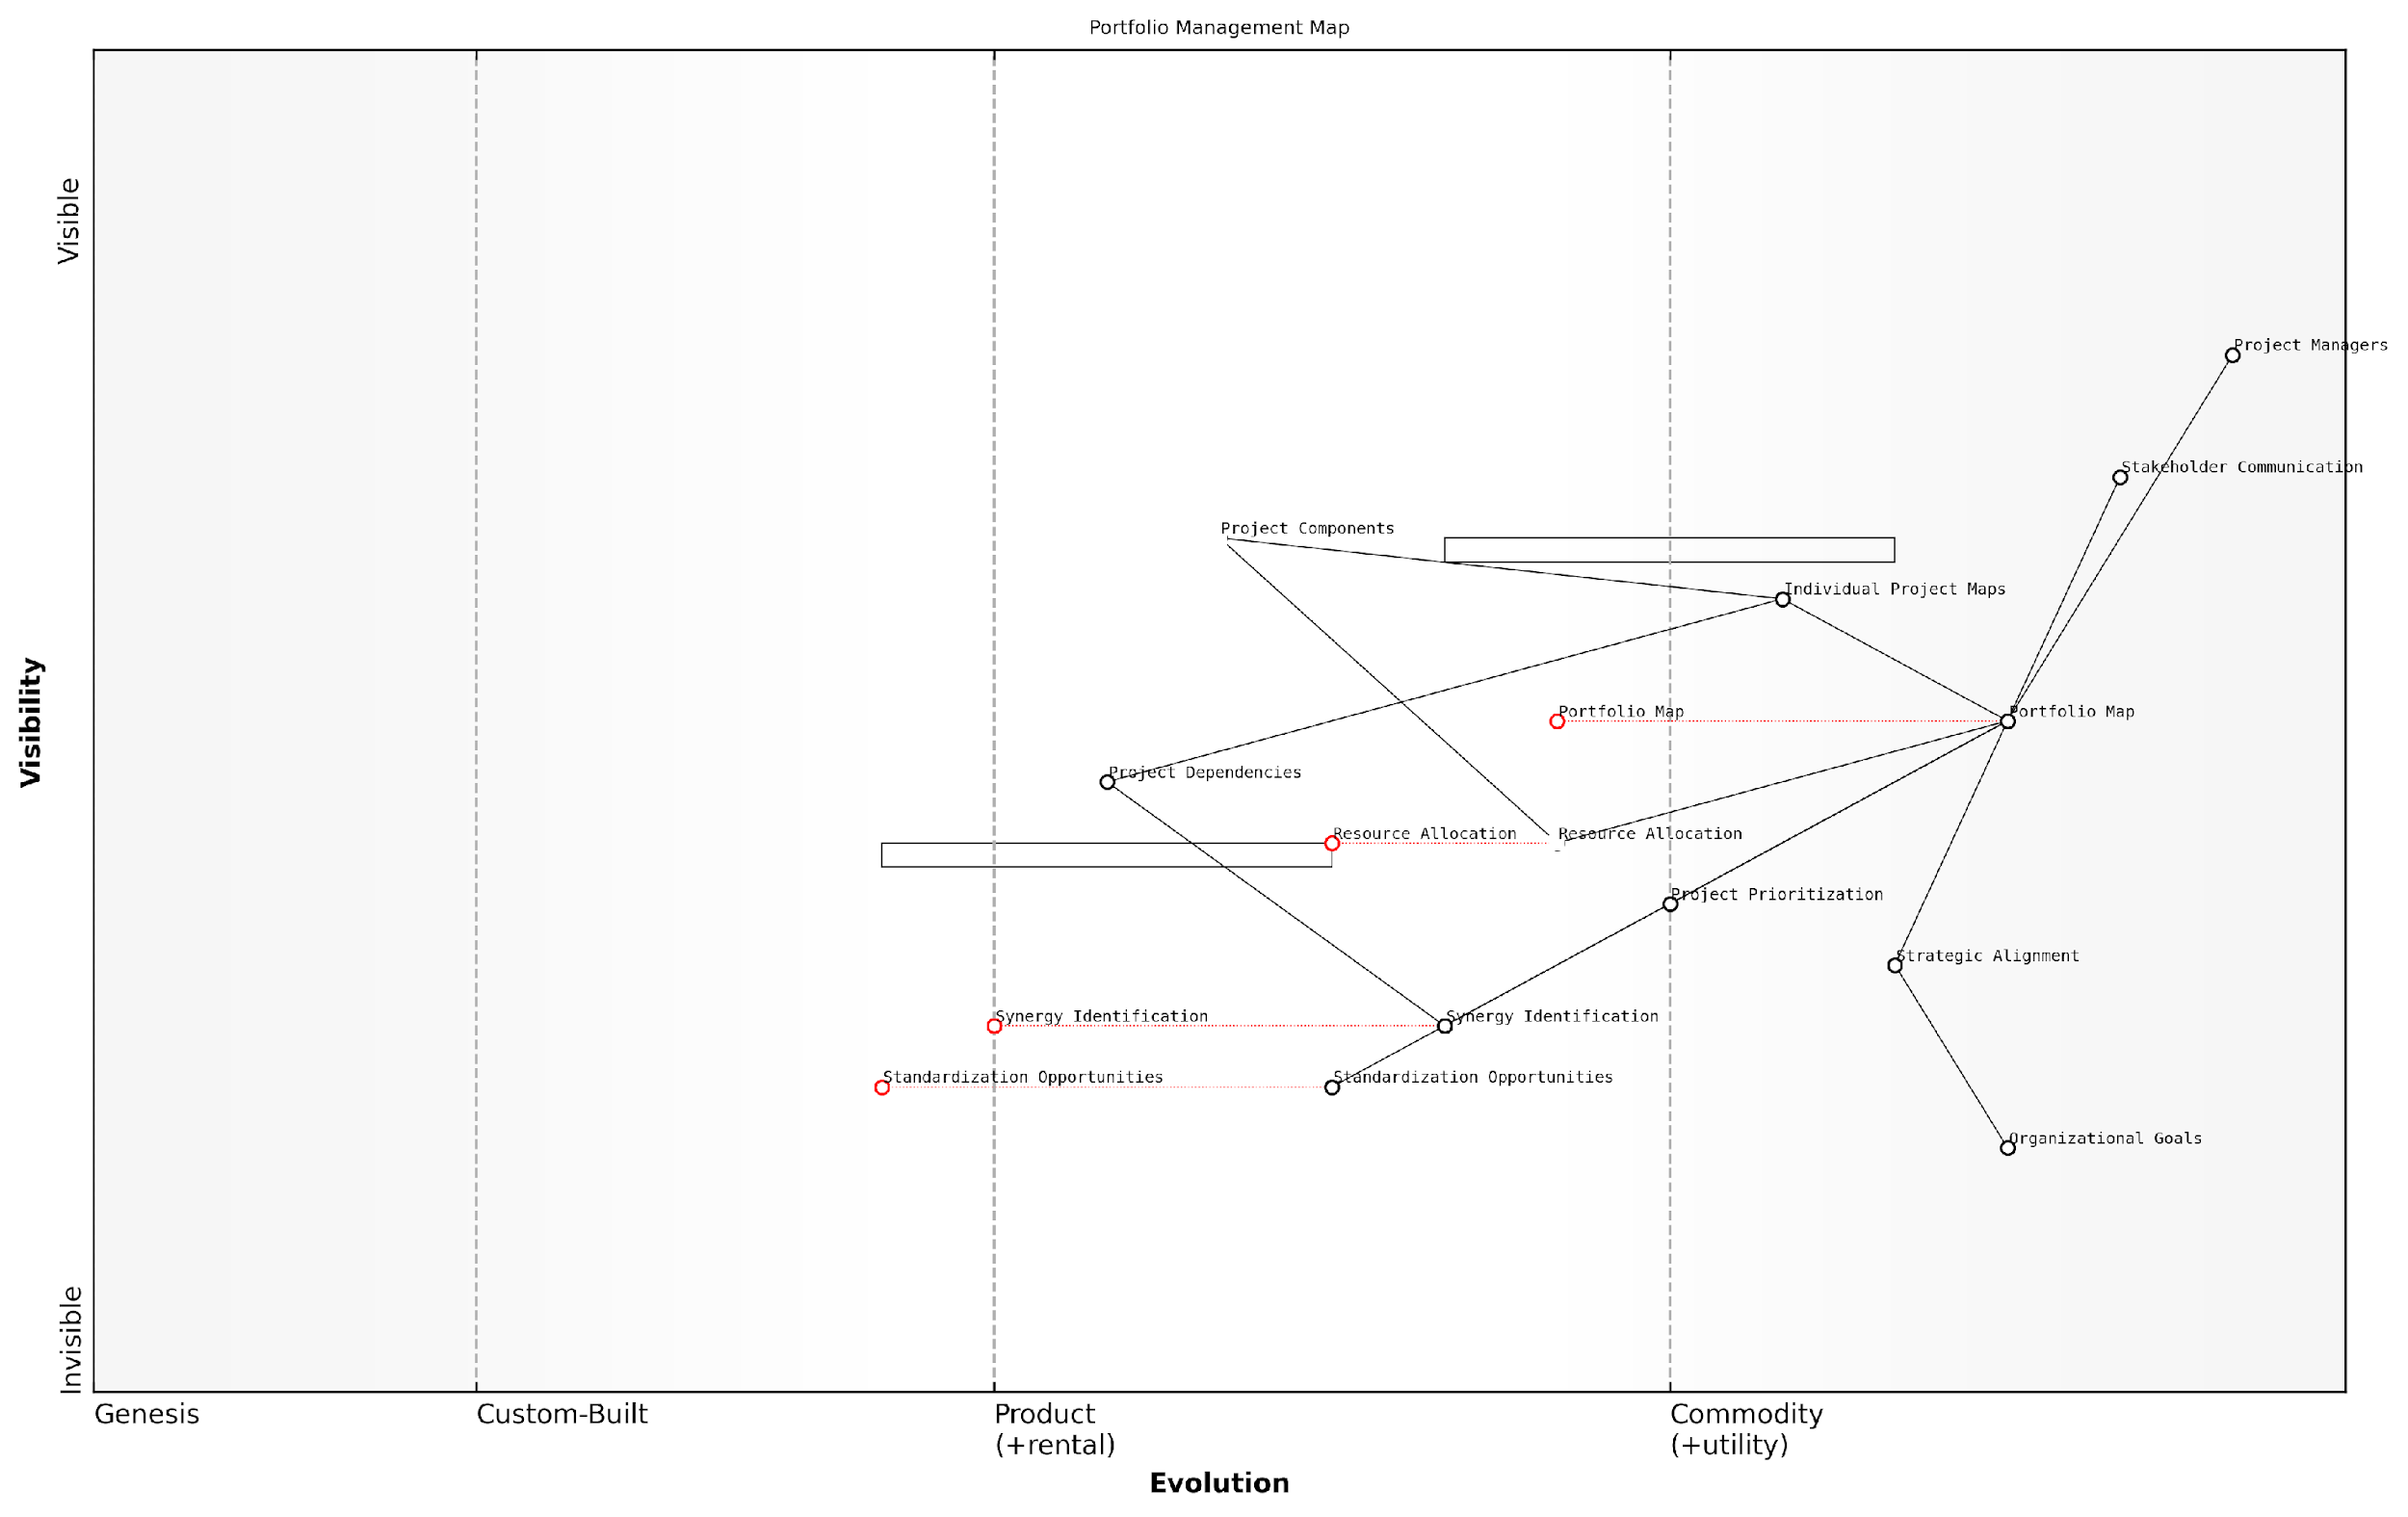 Portfolio Management Map
Visible
Project Managers
Stakeholder Communication
Project Components
Individual Project Maps
Visibility
Portfolio Map
Portfolio Map
Project Dependencies
Resource Allocation
Resource Allocation
Project Prioritization
Strategic Alignment
Synergy Identification
Synergy Identification
Standardization Opportunities
Standardization Opportunities
Organizational Goals
Invisible
Genesis
Custom-Built
Product
(+rental)
Commodity
(+utility)
Evolution